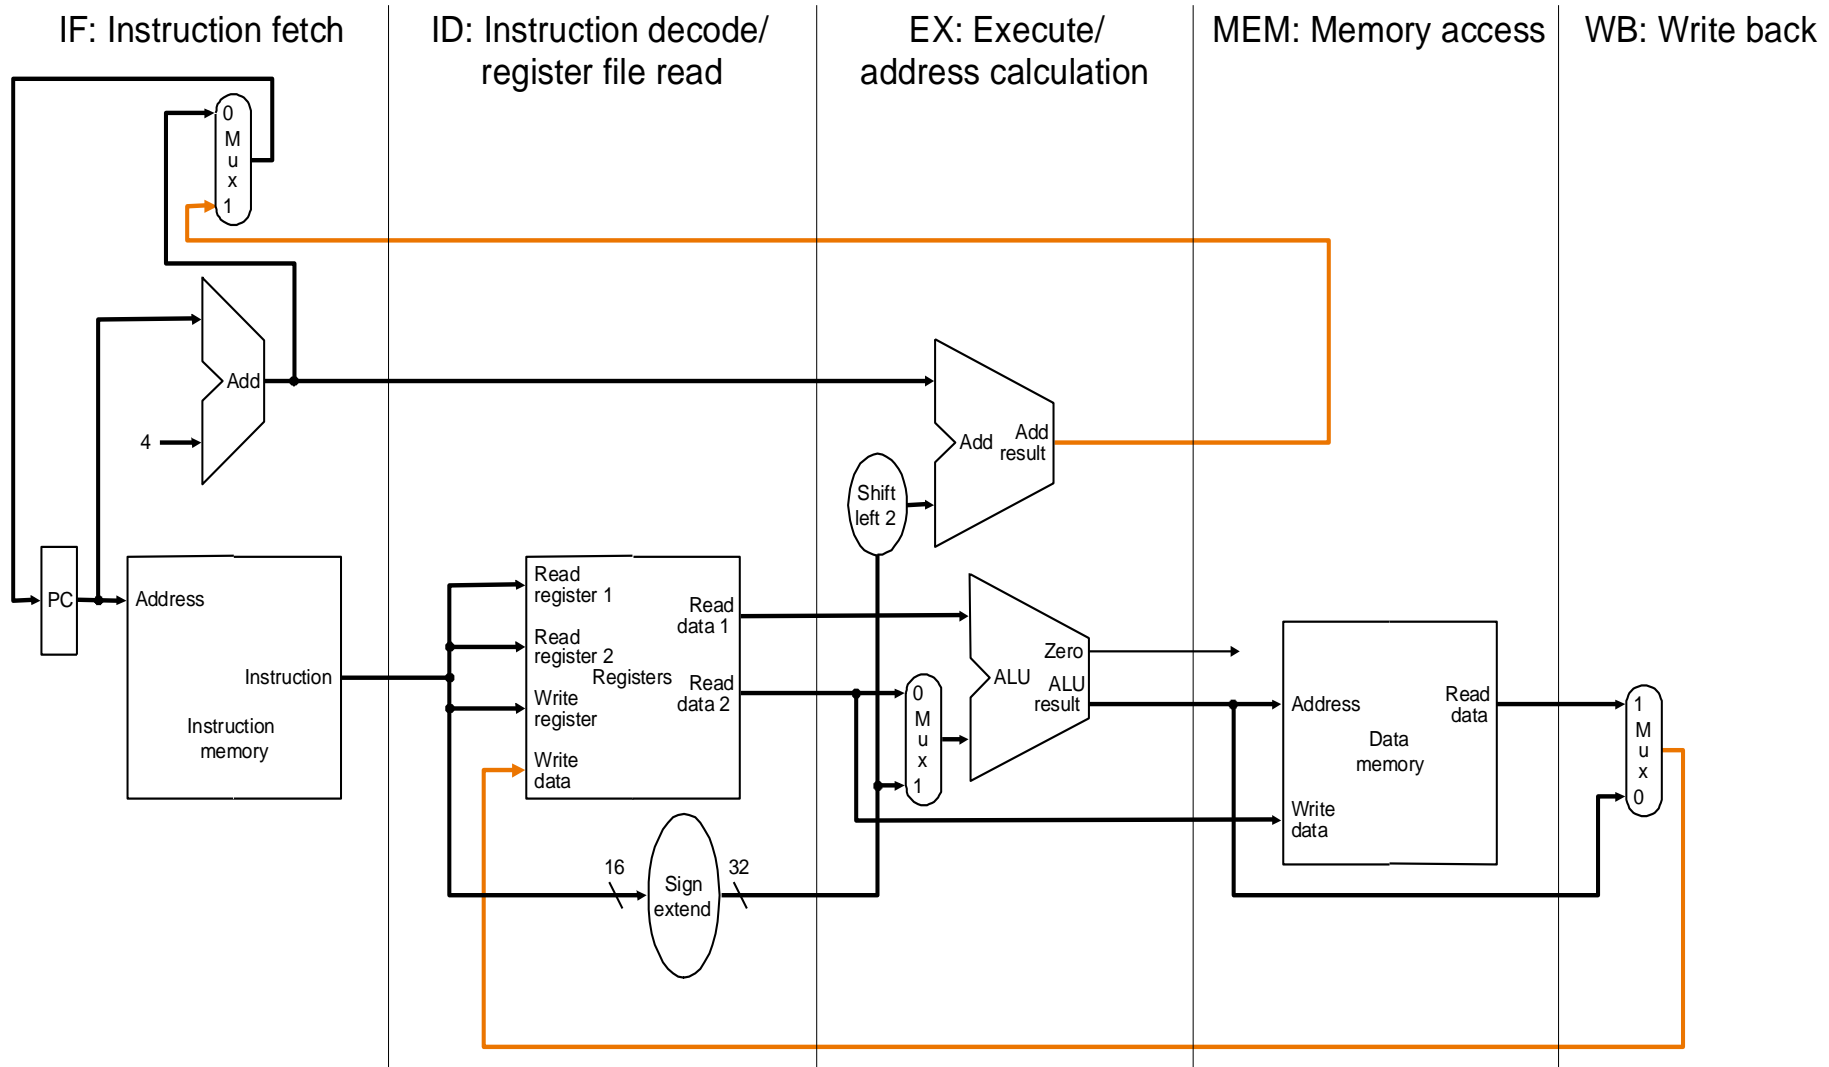 IF: Instruction fetch
ID: Instruction decode/
register file read
EX: Execute/
address calculation
MEM: Memory access
WB: Write back
0
M
u
x
1
Add
4
PC
Address
Instruction
Instruction
memory
Read
register 1
Read
register 2
Registers
Write
register
Write
data
Read
data 1
Read
data 2
16
Sign
extend
32
Shift
left 2
Add
Add
result
0
M
u
x
1
ALU
Zero
ALU
result
Address
Read
data
Data
memory
Write
data
1
M
u
x
0